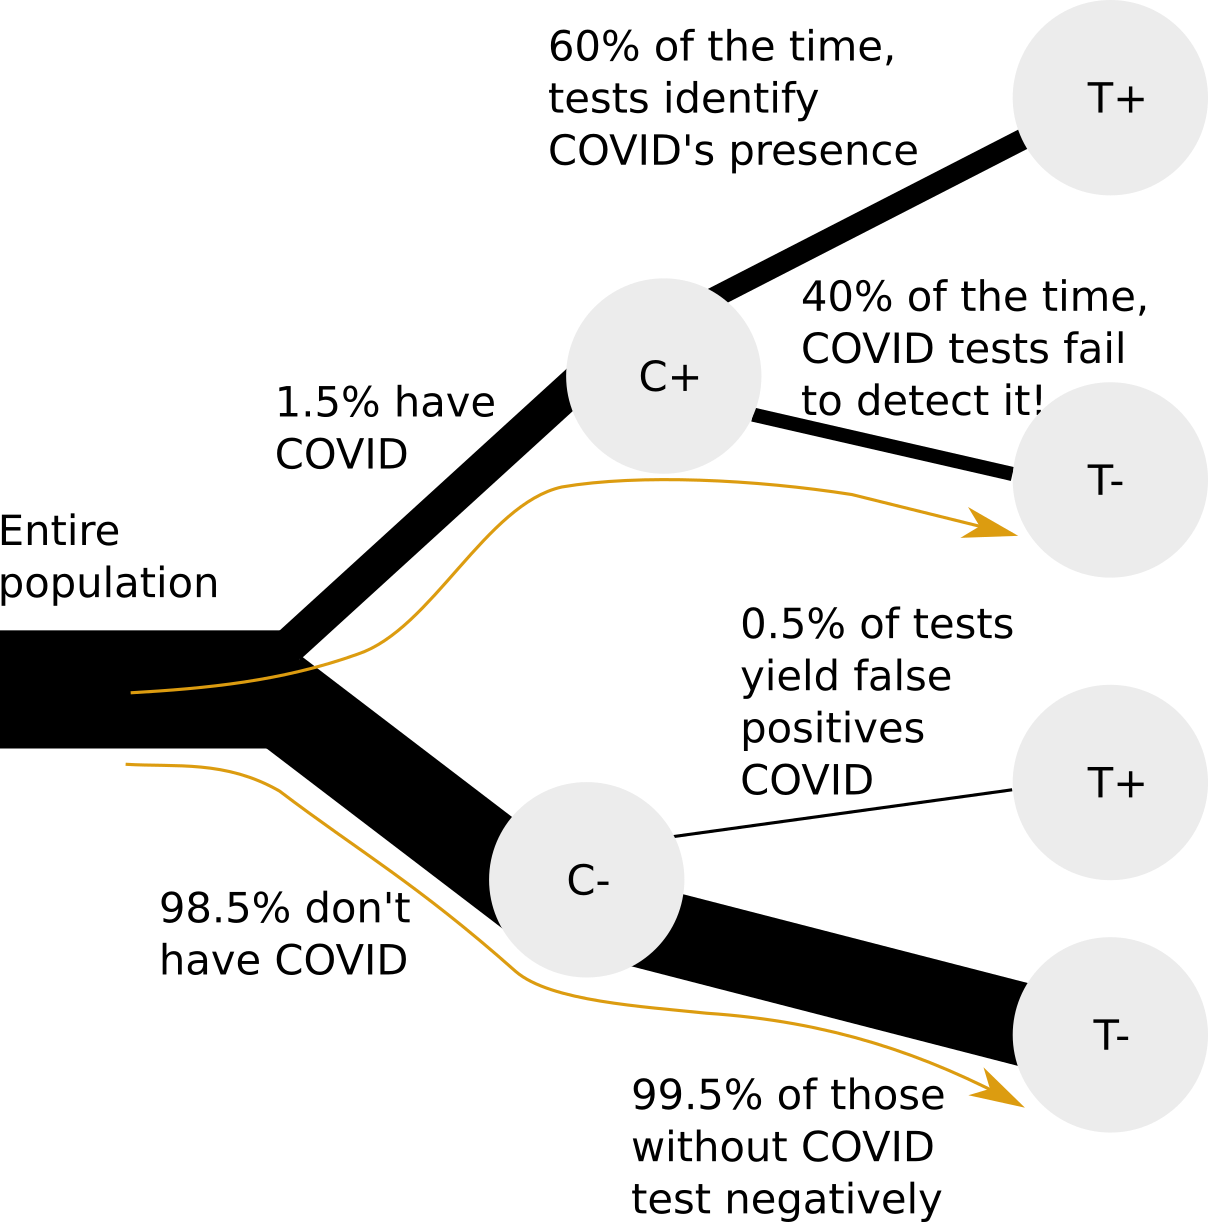 60% of the time,
tests identify
COVID's presence
T+
40% of the time,
COVID tests fail
to detect it!
C+
1.5% have
COVID
T-
Entire
population
0.5% of tests
yield false
positives
COVID
T+
C-
98.5% don't
have COVID
T-
99.5% of those
without COVID
test negatively